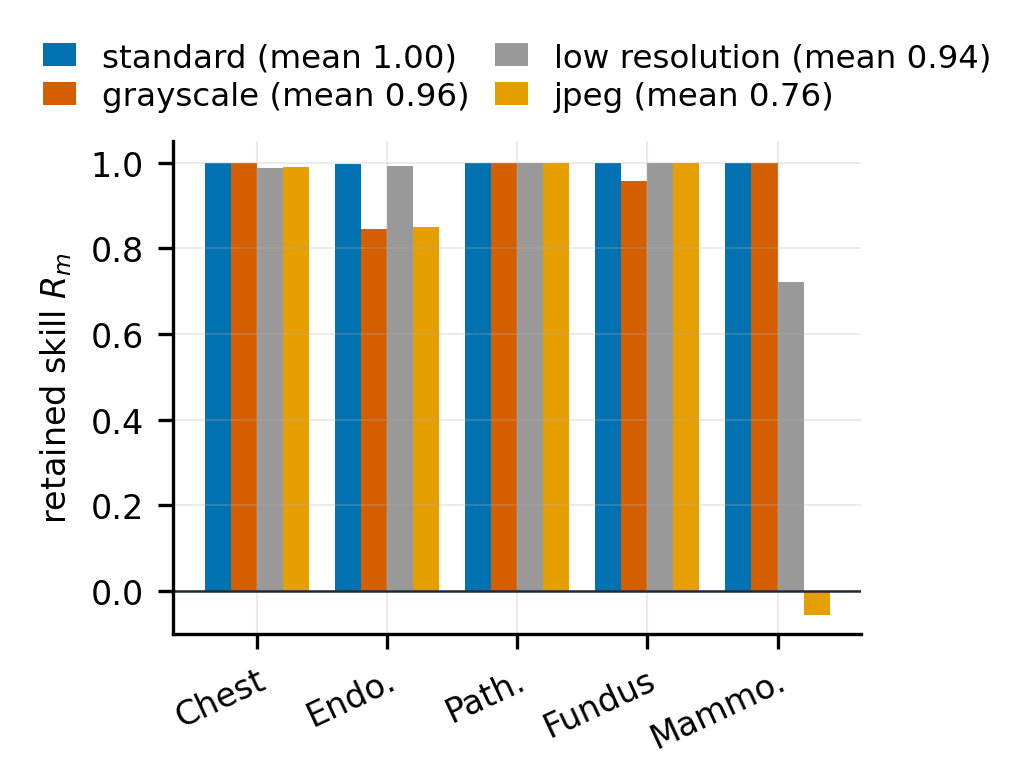 standard (mean 1.00)
grayscale (mean 0.96)
low resolution (mean 0.94)
jpeg (mean 0.76)
retained skill R_m
1.0
0.8
0.6
0.4
0.2
0.0
Chest
Endo.
Path.
Fundus
Mammo.